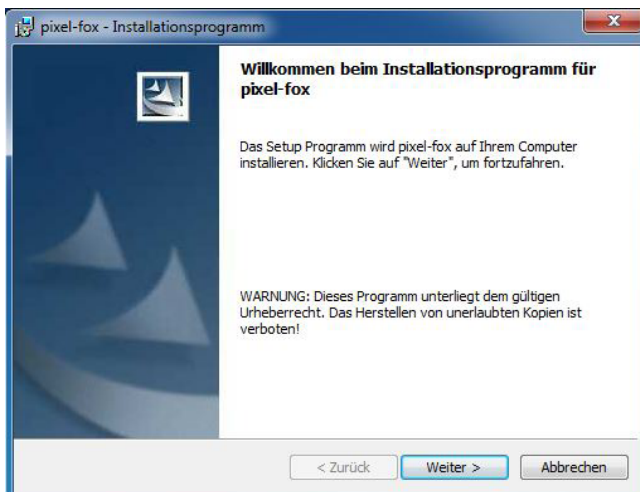 pixel-fox - Installationsprogramm
Willkommen beim Installationsprogramm für
pixel-fox
Das Setup Programm wird pixel-fox auf Ihrem Computer
installieren. Klicken Sie auf "Weiter", um fortzufahren.
WARNUNG: Dieses Programm unterliegt dem gültigen
Urheberrecht. Das Herstellen von unerlaubten Kopien ist
verboten!
< Zurück
Weiter >
Abbrechen